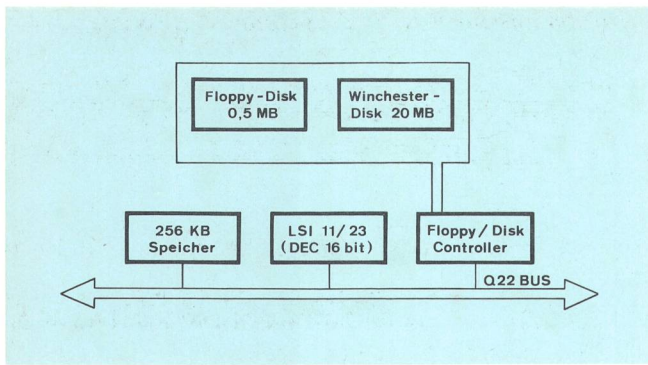 Floppy-Disk
0,5 MB
Winchester-
Disk 20 MB
256 KB
Speicher
LSI 11/23
(DEC 16 bit)
Floppy/Disk
Controller
Q22 BUS